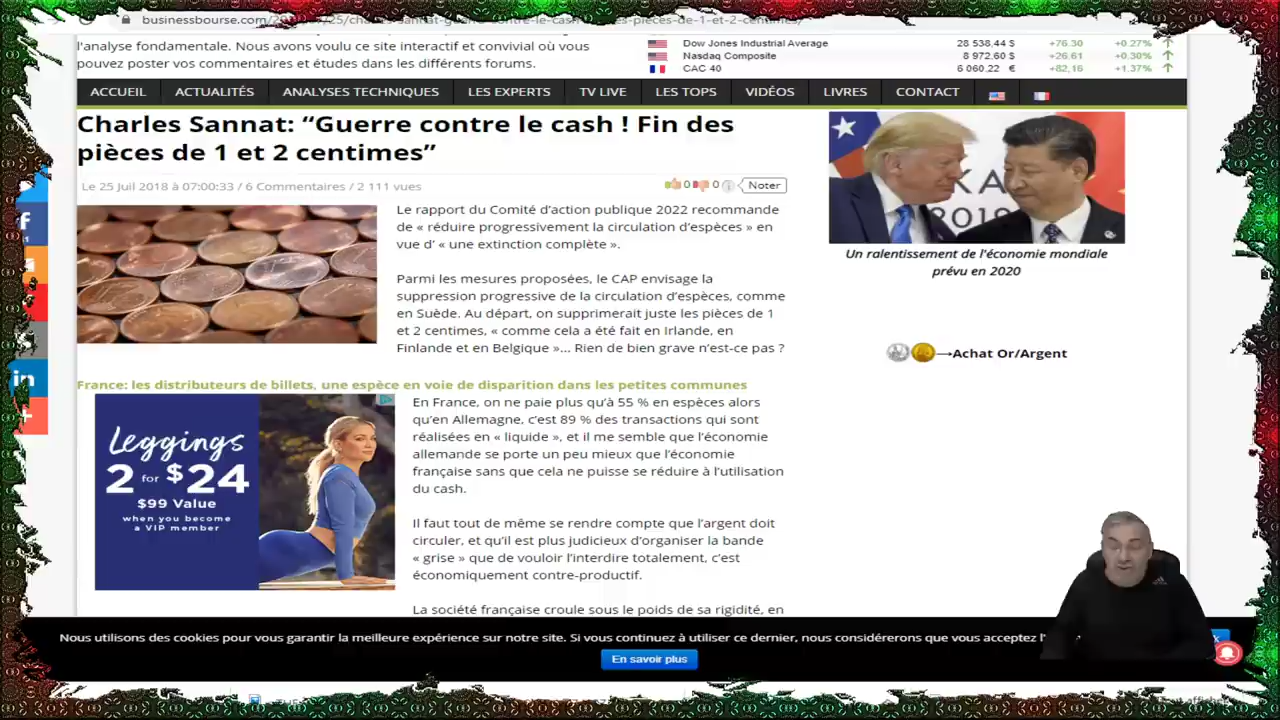 businessbourse.com/
l'analyse fondamentale. Nous avons voulu ce site interactif et convivial où vous
pouvez poster vos commentaires et études dans les différents forums.
Dow Jones Industrial Average 28 538,44 $ +76.30 +0.27%
Nasdaq Composite 8 972,60 $ +26.61 +0.30%
CAC 40 6 060,22 € +82,16 +1.37%
ACCUEIL ACTUALITÉS ANALYSES TECHNIQUES LES EXPERTS TV LIVE LES TOPS VIDÉOS LIVRES CONTACT
Charles Sannat: “Guerre contre le cash ! Fin des
pièces de 1 et 2 centimes”
Le 25 Juil 2018 à 07:00:33 / 6 Commentaires / 2 111 vues
0 0 Noter
Le rapport du Comité d’action publique 2022 recommande
de « réduire progressivement la circulation d’espèces » en
vue d’ « une extinction complète ».
Parmi les mesures proposées, le CAP envisage la
suppression progressive de la circulation d’espèces, comme
en Suède. Au départ, on supprimerait juste les pièces de 1
et 2 centimes, « comme cela a été fait en Irlande, en
Finlande et en Belgique »… Rien de bien grave n’est-ce pas ?
France: les distributeurs de billets, une espèce en voie de disparition dans les petites communes
En France, on ne paie plus qu’à 55 % en espèces alors
qu’en Allemagne, c’est 89 % des transactions qui sont
réalisées en « liquide », et il me semble que l’économie
allemande se porte un peu mieux que l’économie
française sans que cela ne puisse se réduire à l’utilisation
du cash.
Il faut tout de même se rendre compte que l’argent doit
circuler, et qu’il est plus judicieux d’organiser la bande
« grise » que de vouloir l’interdire totalement, c’est
économiquement contre-productif.
La société française croule sous le poids de sa rigidité, en
Leggings
2 for $24
$99 Value
when you become
a VIP member
KA
2019
Un ralentissement de l'économie mondiale
prévu en 2020
Achat Or/Argent
f
in
adidas
Nous utilisons des cookies pour vous garantir la meilleure expérience sur notre site. Si vous continuez à utiliser ce dernier, nous considérerons que vous acceptez l'
En savoir plus